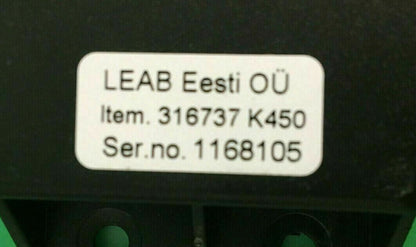 LEAB Eesti OÜ
Item. 316737 K450
Ser.no. 1168105